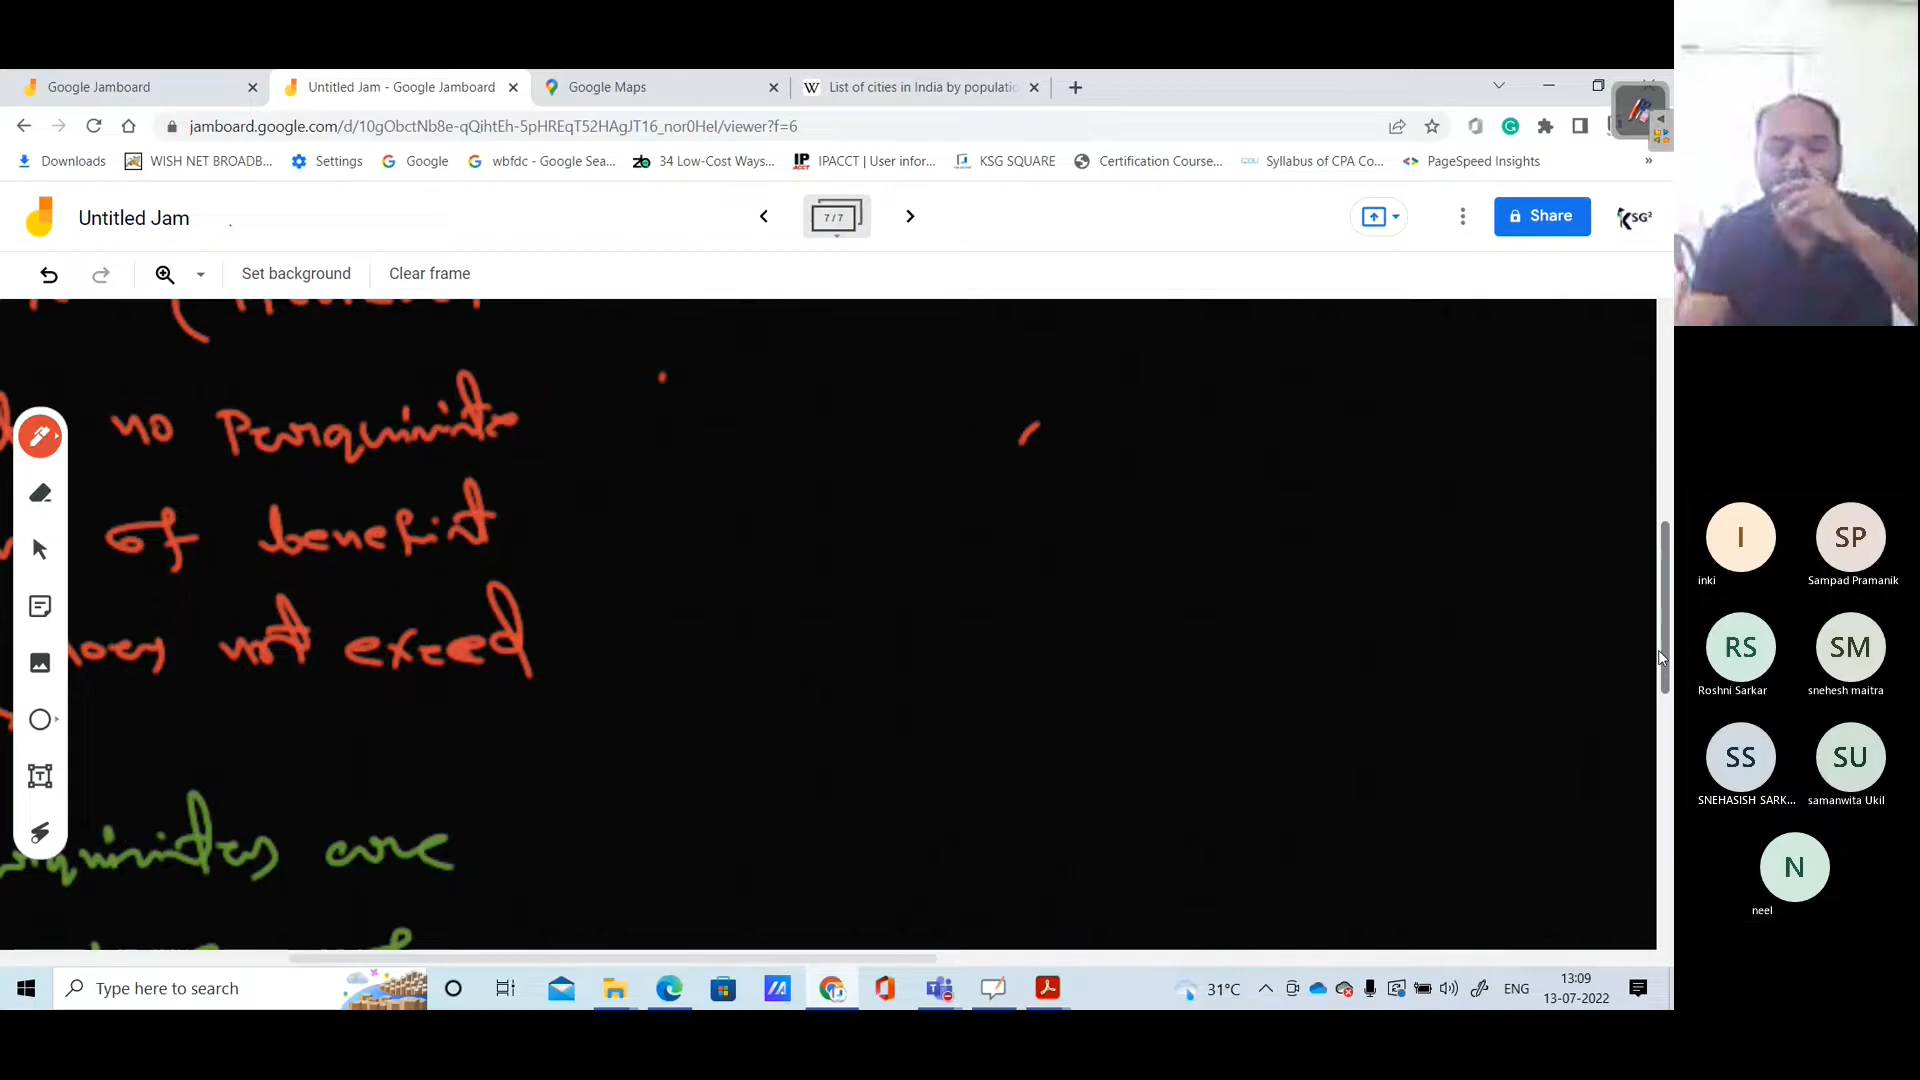 Google Jamboard
Untitled Jam - Google Jamboard
Google Maps
W List of cities in India by populati
jamboard.google.com/d/10gObctNb8e-qQihtEh-5pHREqT52HAgJT16_nor0HeI/viewer?f=6
Downloads
WISH NET BROADB...
Settings
Google
wbfdc - Google Sea...
34 Low-Cost Ways...
IPACCT | User infor...
KSG SQUARE
Certification Course...
Syllabus of CPA Co...
PageSpeed Insights
Untitled Jam
7 / 7
Share
KSG²
Set background
Clear frame
no Perquisite
of benefit
not exceed
are
I
inki
SP
Sampad Pramanik
RS
Roshni Sarkar
SM
snehesh maitra
SS
SNEHASISH SARK...
SU
samanwita Ukil
N
neel
Type here to search
31°C
ENG
13:09
13-07-2022